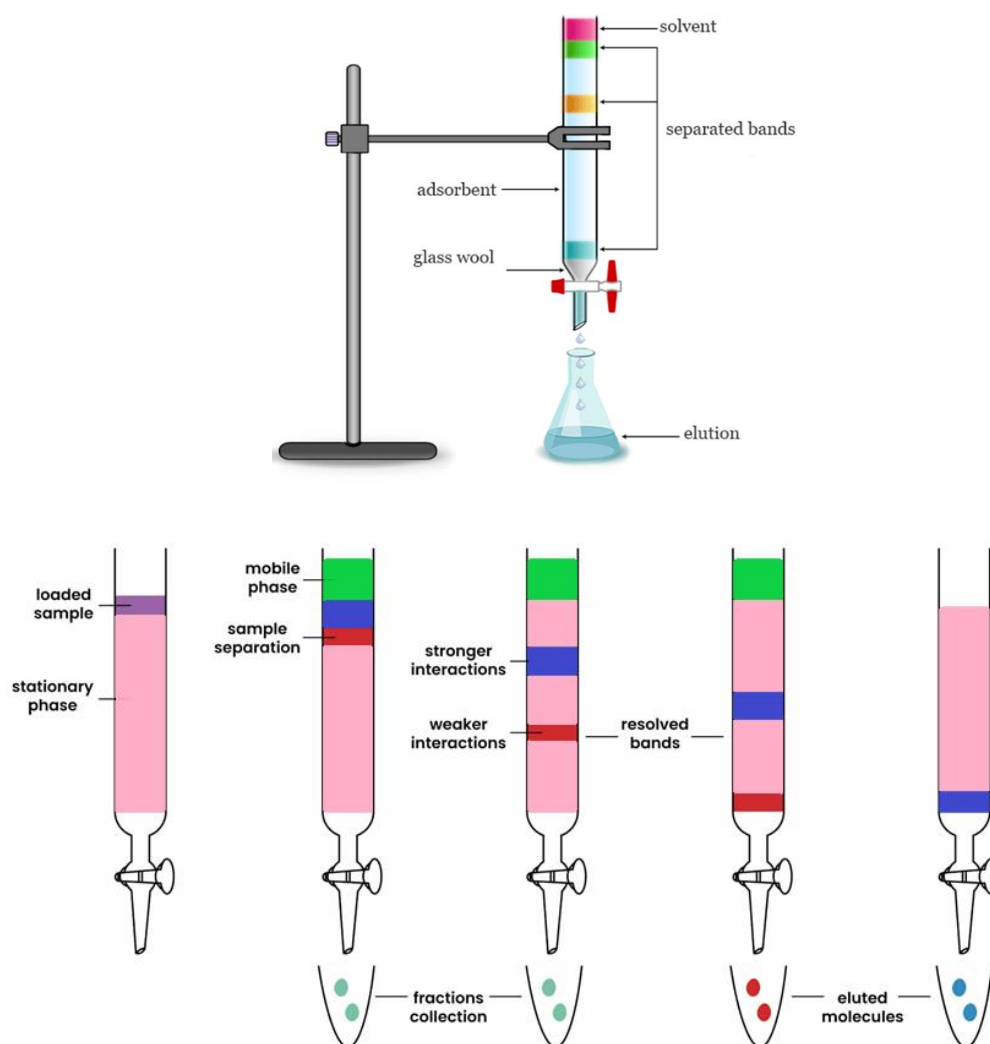 solvent
separated bands
adsorbent
glass wool
elution
mobile
phase
loaded
sample
sample
separation
stronger
interactions
stationary
phase
weaker
interactions
resolved
bands
fractions
collection
eluted
molecules